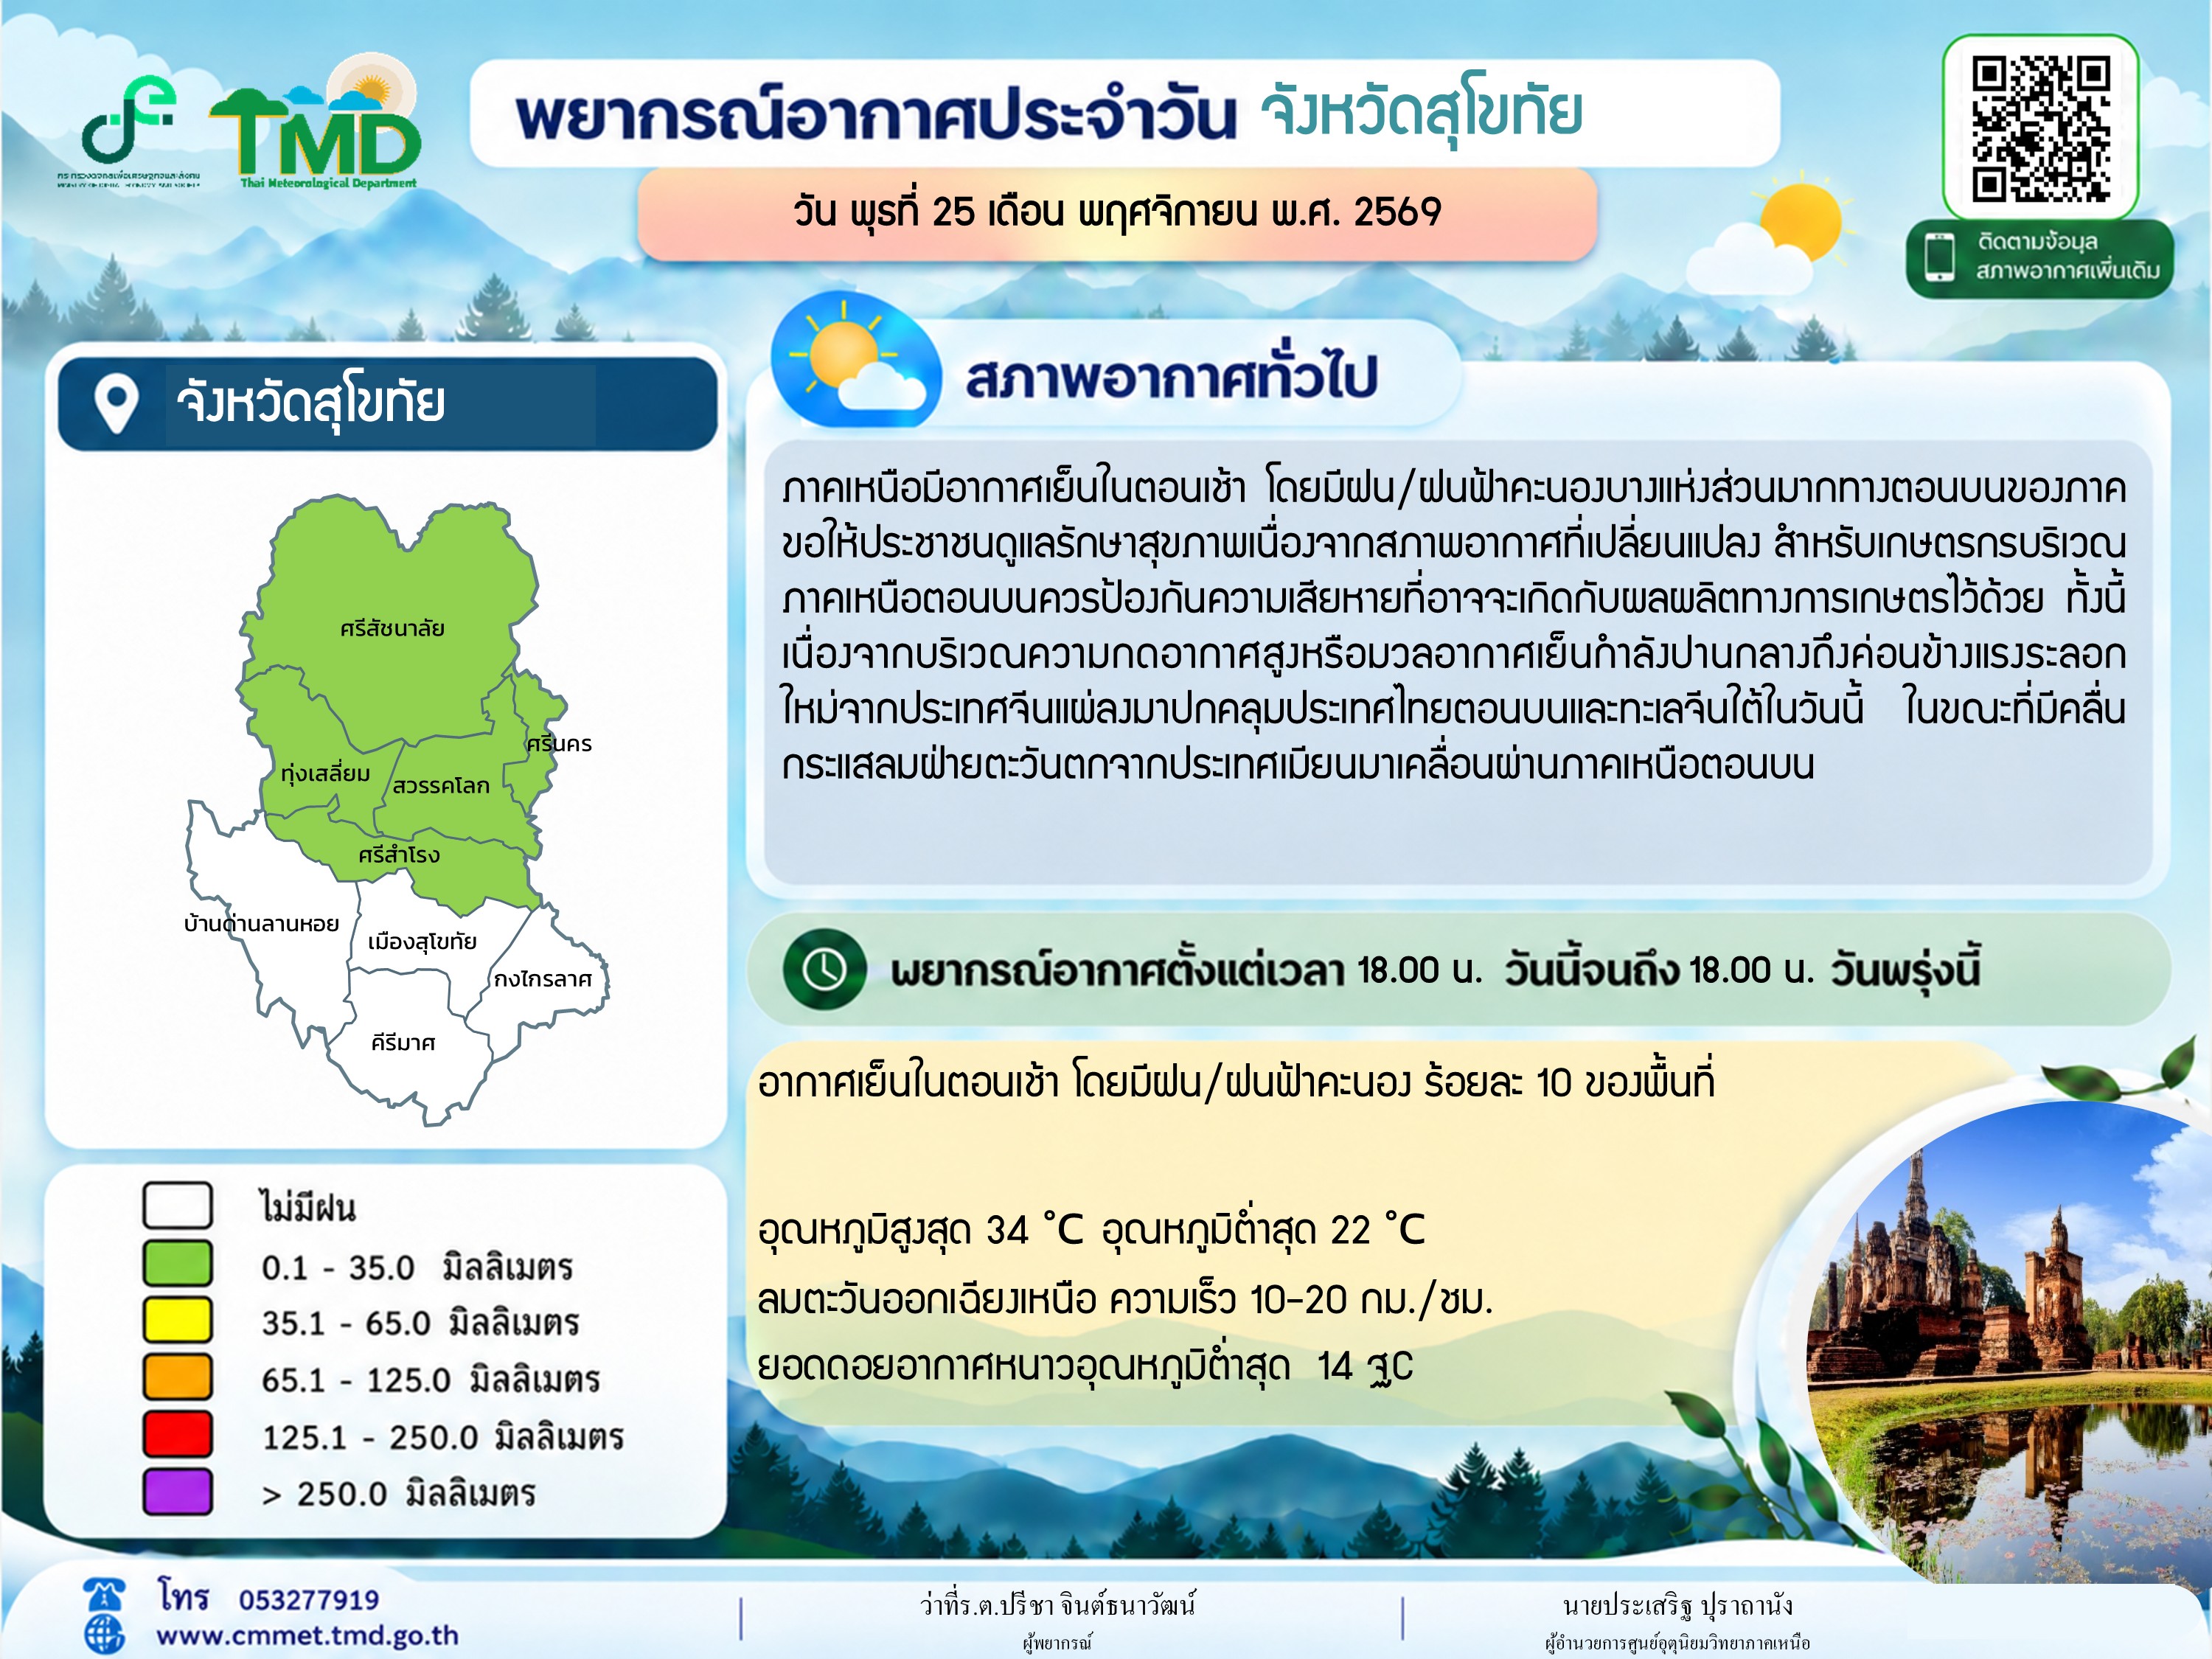 TMD
Thai Meteorological Department
พยากรณ์อากาศประจำวัน จังหวัดสุโขทัย
วัน พุธที่ 25 เดือน พฤศจิกายน พ.ศ. 2569
ติดตามข้อมูล
สภาพอากาศเพิ่มเติม
จังหวัดสุโขทัย
ศรีสัชนาลัย
ศรีนคร
ทุ่งเสลี่ยม
สวรรคโลก
ศรีสำโรง
บ้านด่านลานหอย
เมืองสุโขทัย
กงไกรลาศ
คีรีมาศ
ไม่มีฝน
0.1 - 35.0 มิลลิเมตร
35.1 - 65.0 มิลลิเมตร
65.1 - 125.0 มิลลิเมตร
125.1 - 250.0 มิลลิเมตร
> 250.0 มิลลิเมตร
สภาพอากาศทั่วไป
ภาคเหนือมีอากาศเย็นในตอนเช้า โดยมีฝน/ฝนฟ้าคะนองบางแห่งส่วนมากทางตอนบนของภาค
ขอให้ประชาชนดูแลรักษาสุขภาพเนื่องจากสภาพอากาศที่เปลี่ยนแปลง สำหรับเกษตรกรบริเวณ
ภาคเหนือตอนบนควรป้องกันความเสียหายที่อาจจะเกิดกับผลผลิตทางการเกษตรไว้ด้วย ทั้งนี้
เนื่องจากบริเวณความกดอากาศสูงหรือมวลอากาศเย็นกำลังปานกลางถึงค่อนข้างแรงระลอก
ใหม่จากประเทศจีนแผ่ลงมาปกคลุมประเทศไทยตอนบนและทะเลจีนใต้ในวันนี้ ในขณะที่มีคลื่น
กระแสลมฝ่ายตะวันตกจากประเทศเมียนมาเคลื่อนผ่านภาคเหนือตอนบน
พยากรณ์อากาศตั้งแต่เวลา 18.00 น. วันนี้จนถึง 18.00 น. วันพรุ่งนี้
อากาศเย็นในตอนเช้า โดยมีฝน/ฝนฟ้าคะนอง ร้อยละ 10 ของพื้นที่
อุณหภูมิสูงสุด 34 °C อุณหภูมิต่ำสุด 22 °C
ลมตะวันออกเฉียงเหนือ ความเร็ว 10-20 กม./ชม.
ยอดดอยอากาศหนาวอุณหภูมิต่ำสุด 14 ฐC
โทร 053277919
www.cmmet.tmd.go.th
ว่าที่ร.ต.ปรีชา จินต์ธนาวัฒน์
ผู้พยากรณ์
นายประเสริฐ ปุราถานัง
ผู้อำนวยการศูนย์อุตุนิยมวิทยาภาคเหนือ